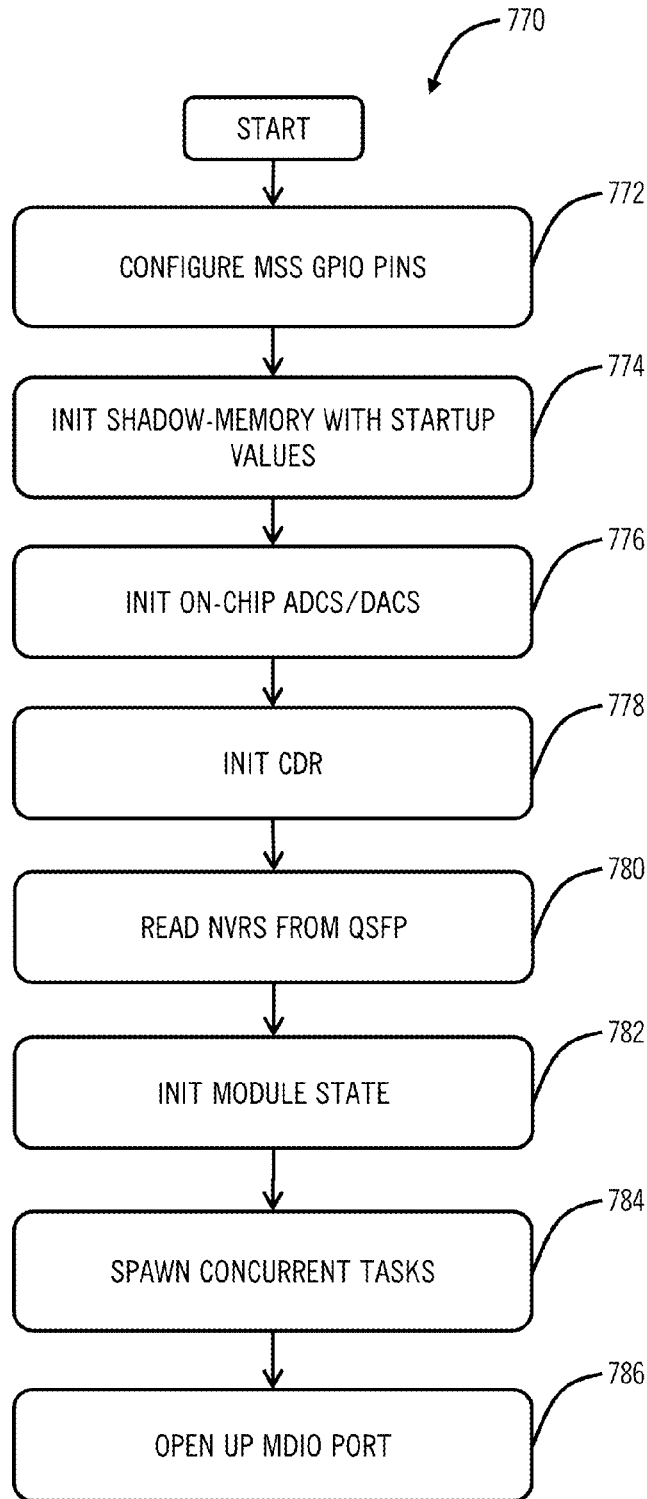 770
START
772
CONFIGURE MSS GPIO PINS
774
INIT SHADOW-MEMORY WITH STARTUP
VALUES
776
INIT ON-CHIP ADCS/DACS
778
INIT CDR
780
READ NVRS FROM QSFP
782
INIT MODULE STATE
784
SPAWN CONCURRENT TASKS
786
OPEN UP MDIO PORT